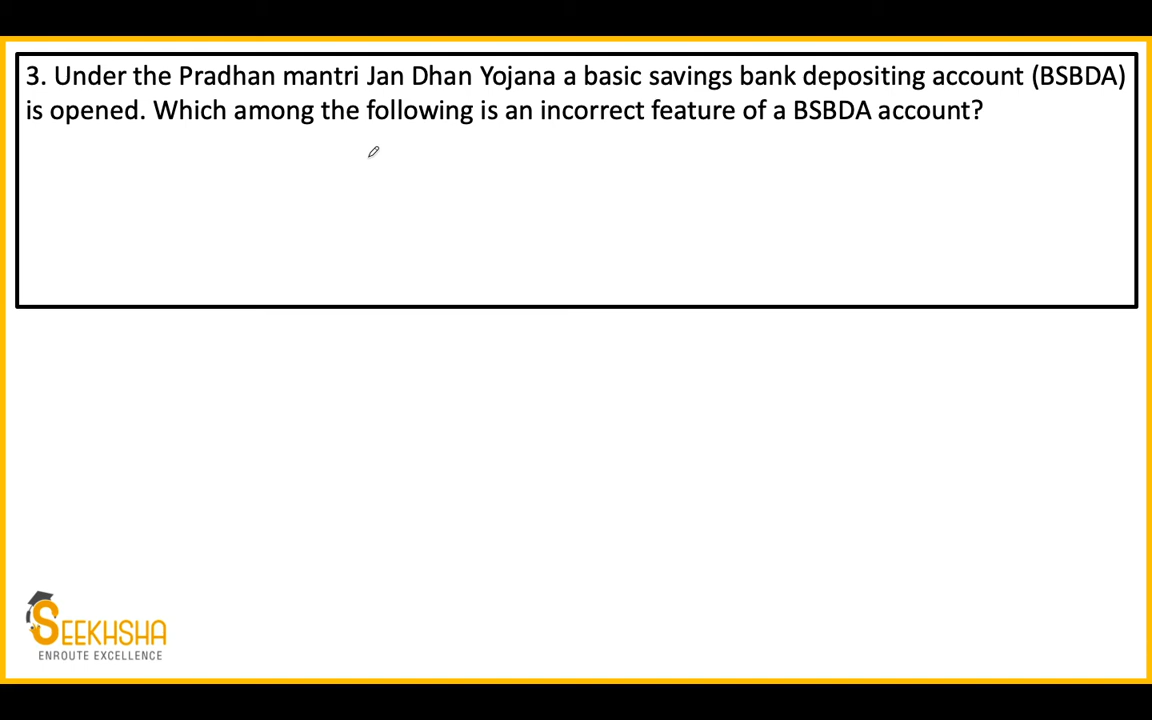 3. Under the Pradhan mantri Jan Dhan Yojana a basic savings bank depositing account (BSBDA)
is opened. Which among the following is an incorrect feature of a BSBDA account?
SEEKHSHA
ENROUTE EXCELLENCE